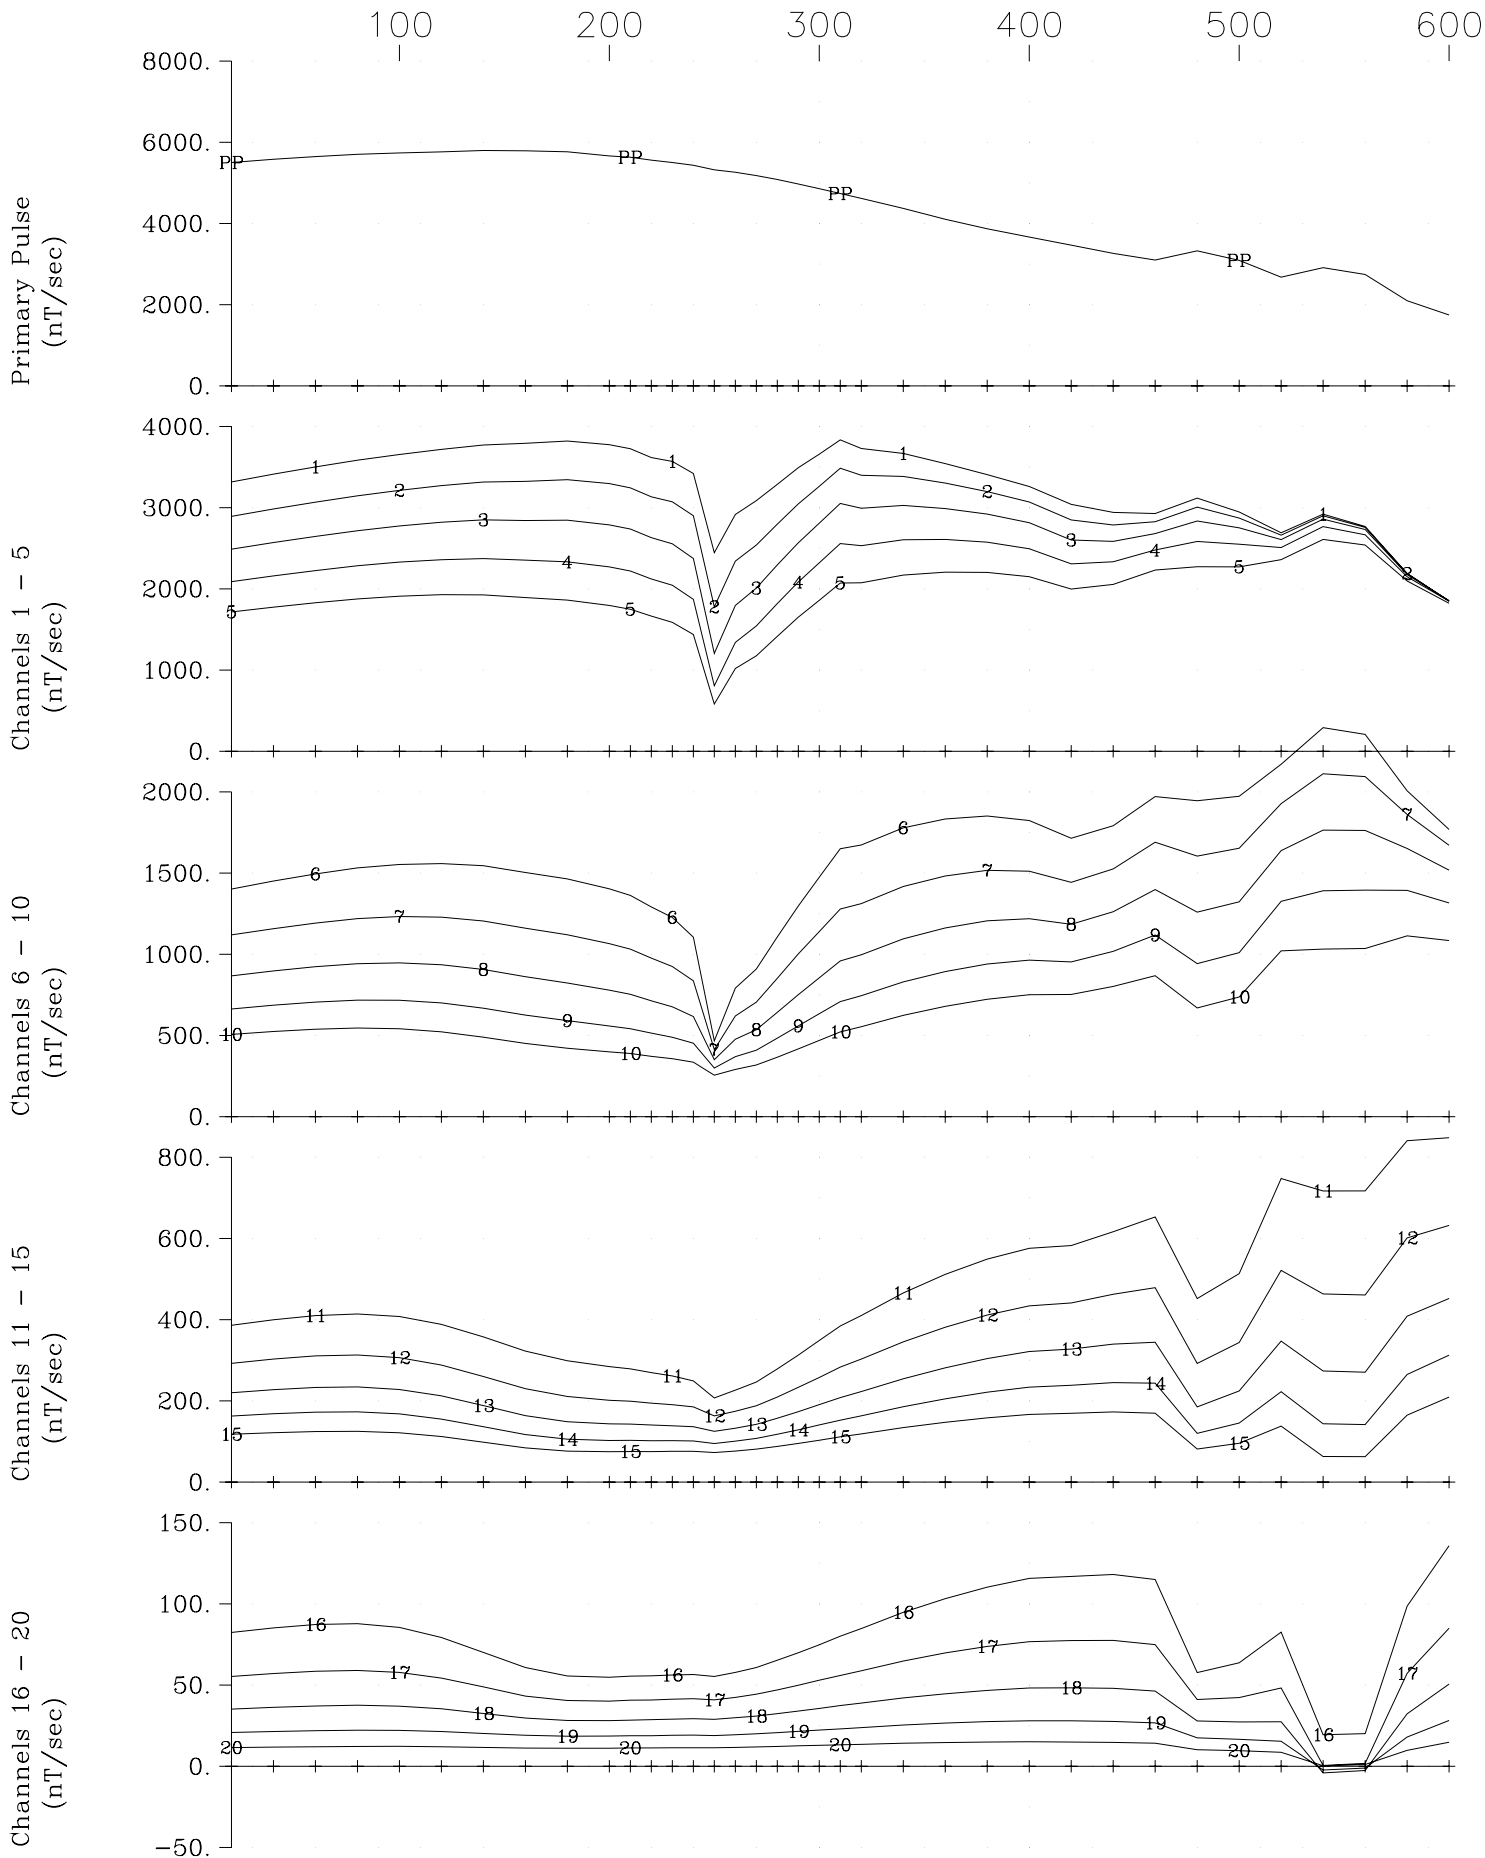 100 200 300 400 500 600
8000.
6000.
4000.
2000.
0.
Primary Pulse
(nT/sec)
PP PP PP PP
4000.
3000.
2000.
1000.
0.
Channels 1 - 5
(nT/sec)
1 1 1 1
2 2 2 2
3 3 3
4 4 4
5 5 5 5
2000.
1500.
1000.
500.
0.
Channels 6 - 10
(nT/sec)
6 6 6
7 7 7 7
8 8 8
9 9 9
10 10 10 10
800.
600.
400.
200.
0.
Channels 11 - 15
(nT/sec)
11 11 11 11
12 12 12 12
13 13 13
14 14 14
15 15 15 15
150.
100.
50.
0.
-50.
Channels 16 - 20
(nT/sec)
16 16 16 16
17 17 17 17
18 18 18
19 19 19
20 20 20 20